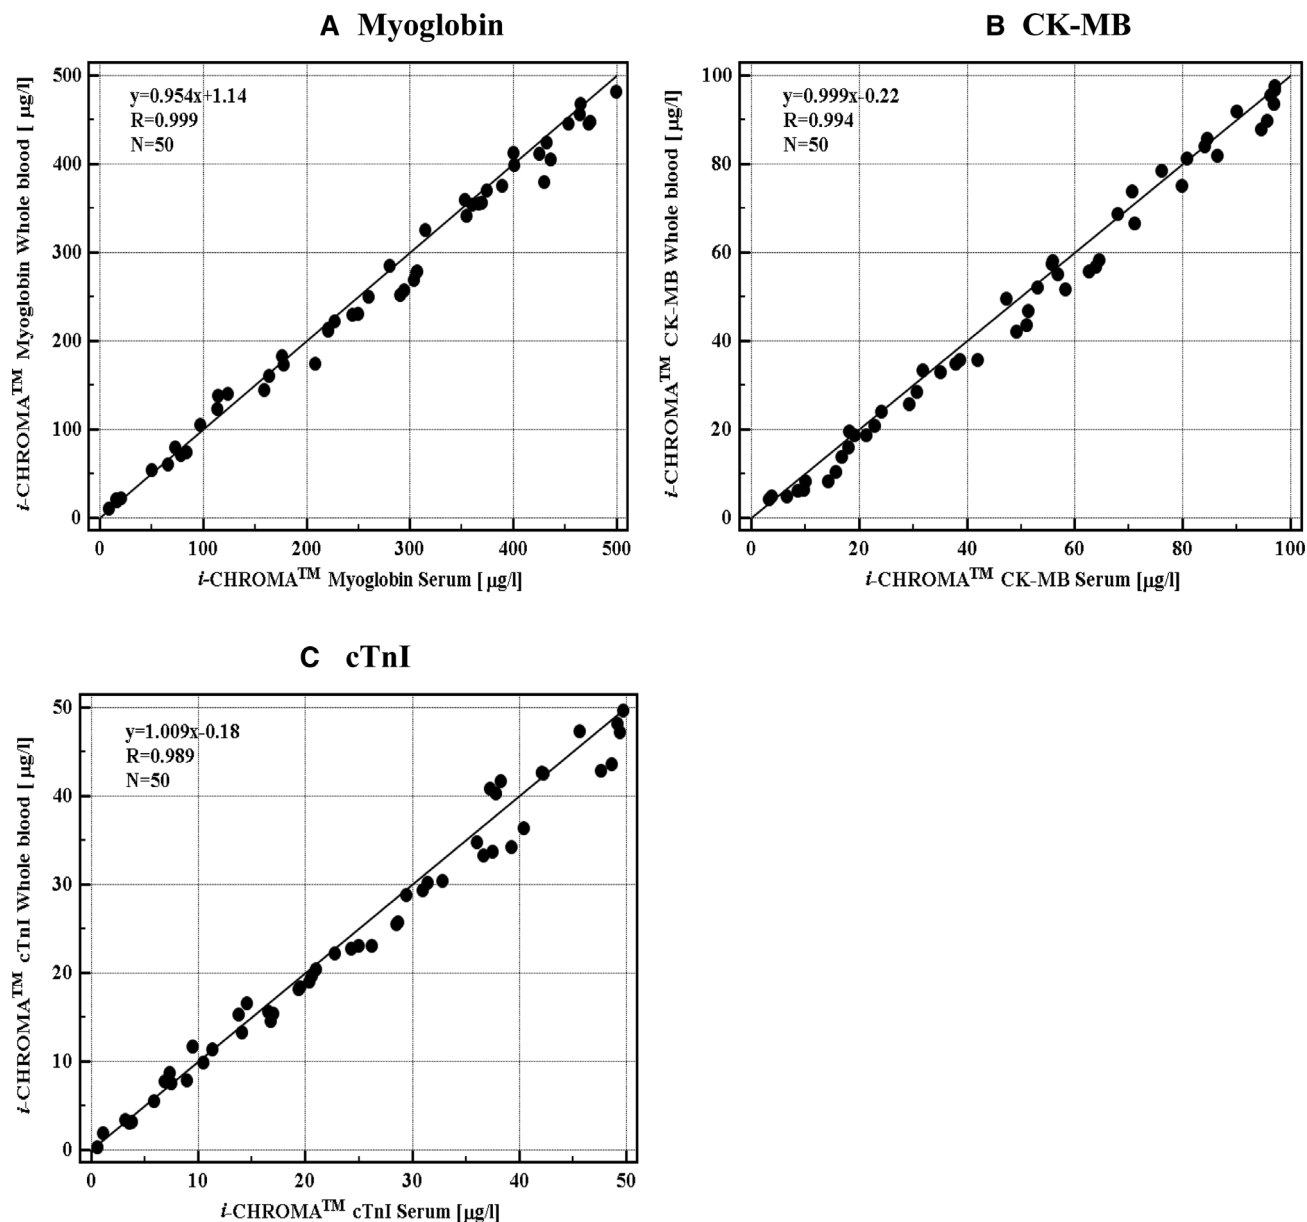 A Myoglobin
i-CHROMA™ Myoglobin Whole blood [ µg/l]
500
400
300
200
100
0
y=0.954x+1.14
R=0.999
N=50
0 100 200 300 400 500
i-CHROMA™ Myoglobin Serum [ µg/l]
B CK-MB
i-CHROMA™ CK-MB Whole blood [ µg/l]
100
80
60
40
20
0
y=0.999x-0.22
R=0.994
N=50
0 20 40 60 80 100
i-CHROMA™ CK-MB Serum [µg/l]
C cTnI
i-CHROMA™ cTnI Whole blood [ µg/l]
50
40
30
20
10
0
y=1.009x-0.18
R=0.989
N=50
0 10 20 30 40 50
i-CHROMA™ cTnI Serum [µg/l]